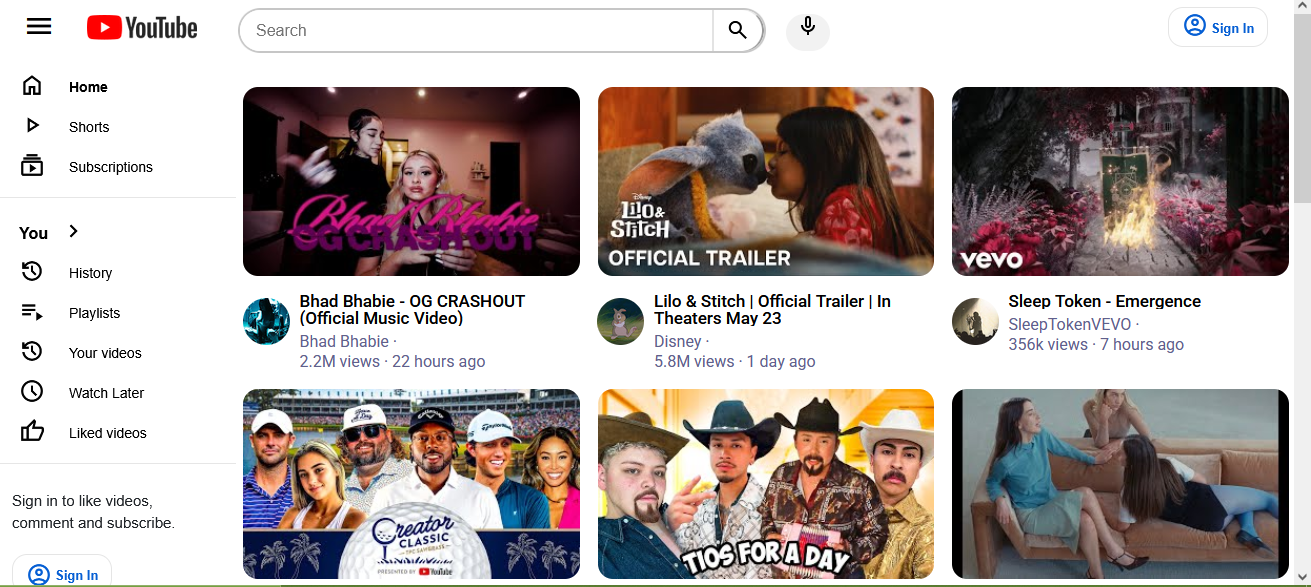 YouTube
Search
Sign In
Home
Shorts
Subscriptions
You
History
Playlists
Your videos
Watch Later
Liked videos
Sign in to like videos,
comment and subscribe.
Sign In
Bhad Bhabie
OG CRASHOUT
Bhad Bhabie - OG CRASHOUT
(Official Music Video)
Bhad Bhabie ·
2.2M views · 22 hours ago
Disney
Lilo &
Stitch
OFFICIAL TRAILER
Lilo & Stitch | Official Trailer | In
Theaters May 23
Disney ·
5.8M views · 1 day ago
vevo
Sleep Token - Emergence
SleepTokenVEVO ·
356k views · 7 hours ago
TaylorMade
Creator
CLASSIC
TPC SAWGRASS
PRESENTED BY YouTube
TIOS FOR A DAY